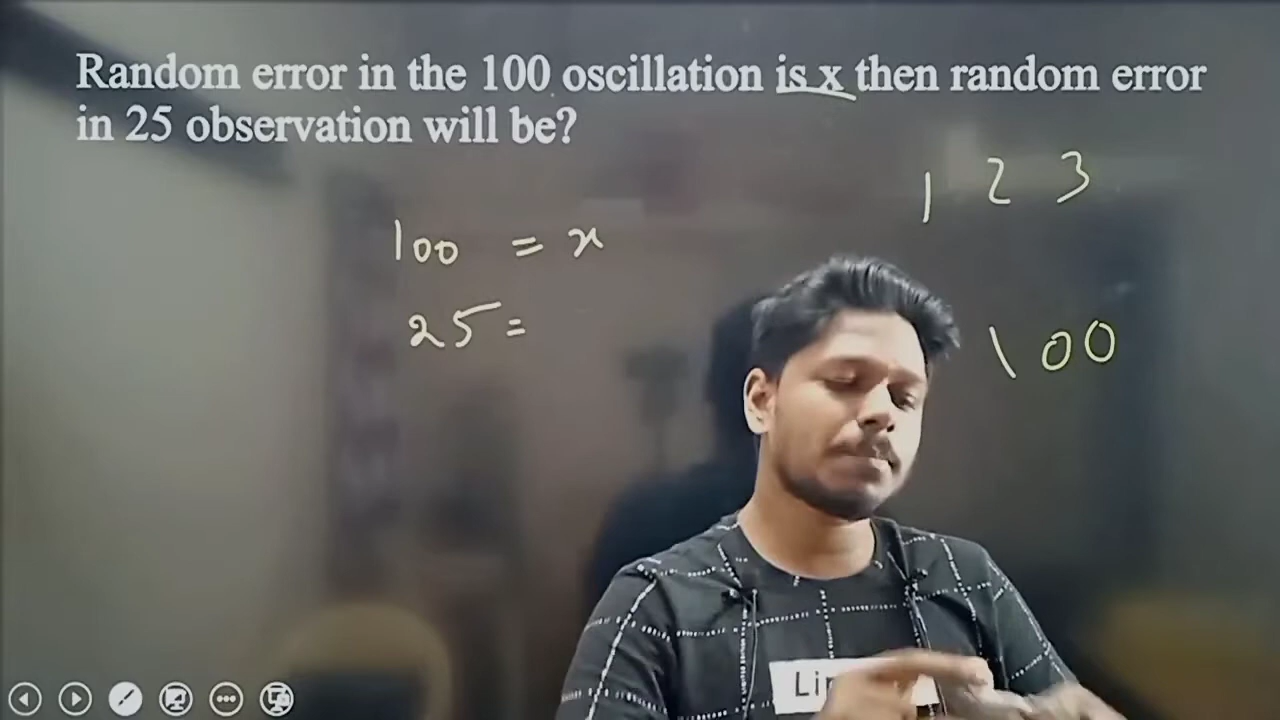 Random error in the 100 oscillation is x then random error
in 25 observation will be?
1 2 3
100 = x
25 =
100